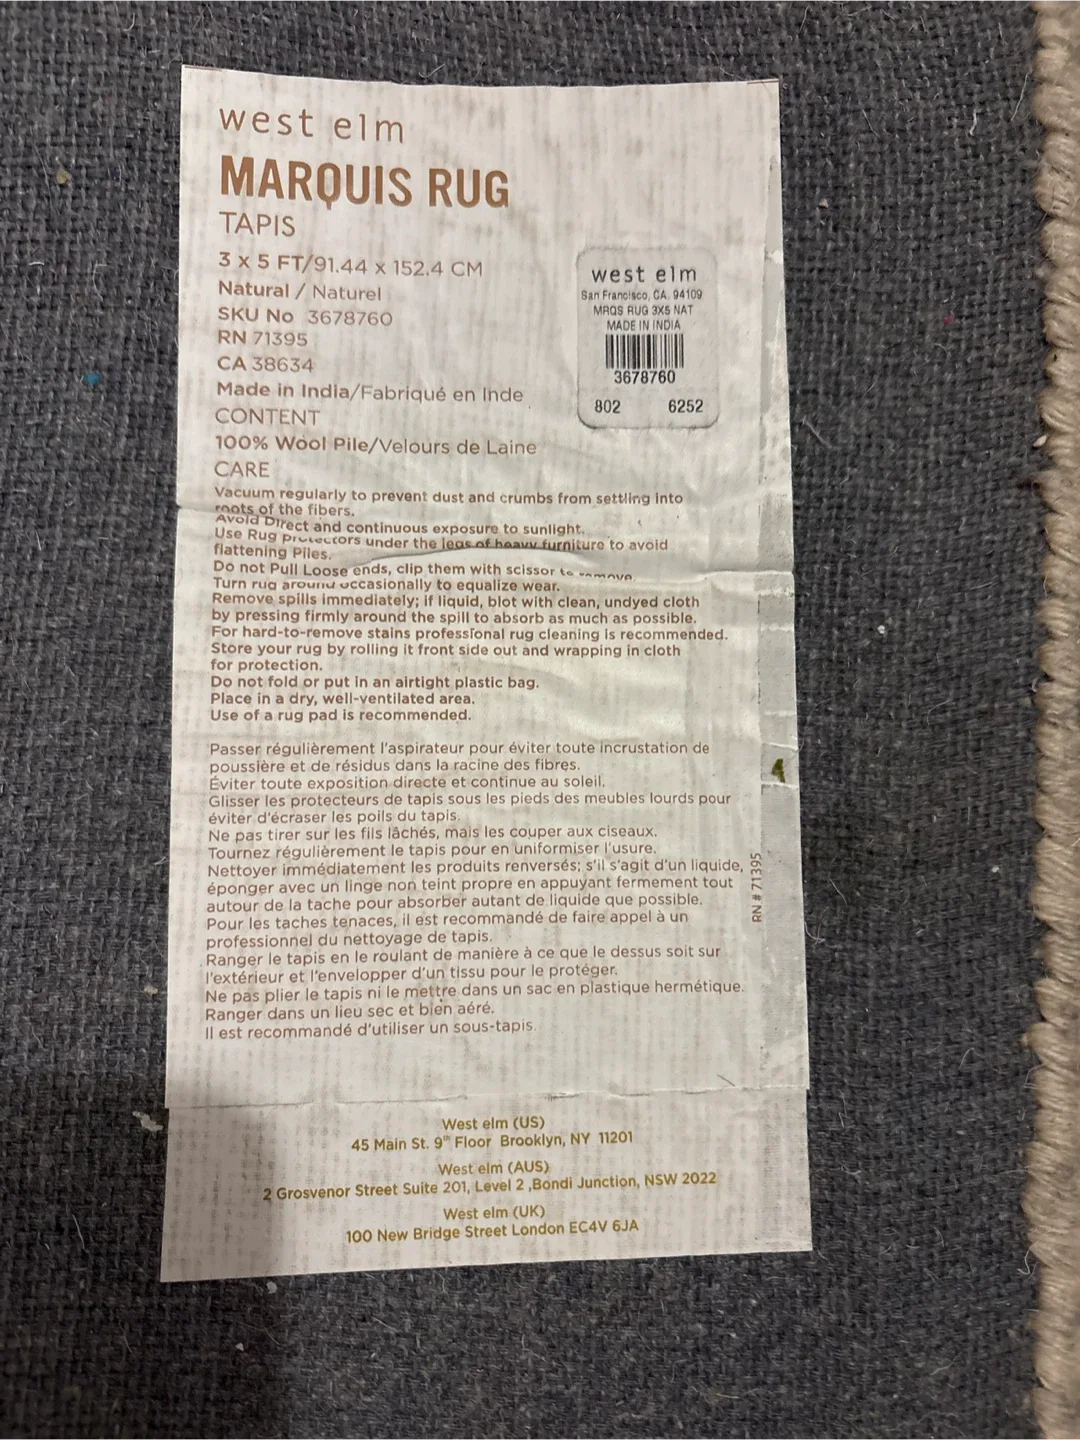 west elm
MARQUIS RUG
TAPIS
3 x 5 FT/91.44 x 152.4 CM
Natural / Naturel
SKU No 3678760
RN 71395
CA 38634
Made in India/Fabriqué en Inde
CONTENT
100% Wool Pile/Velours de Laine
CARE
Vacuum regularly to prevent dust and crumbs from settling into
roots of the fibers.
Avoid Direct and continuous exposure to sunlight.
Use Rug protectors under the legs of heavy furniture to avoid
flattening Piles.
Do not Pull Loose ends, clip them with scissor to remove.
Turn rug around occasionally to equalize wear.
Remove spills immediately; if liquid, blot with clean, undyed cloth
by pressing firmly around the spill to absorb as much as possible.
For hard-to-remove stains professional rug cleaning is recommended.
Store your rug by rolling it front side out and wrapping in cloth
for protection.
Do not fold or put in an airtight plastic bag.
Place in a dry, well-ventilated area.
Use of a rug pad is recommended.
Passer régulièrement l'aspirateur pour éviter toute incrustation de
poussière et de résidus dans la racine des fibres.
Éviter toute exposition directe et continue au soleil.
Glisser les protecteurs de tapis sous les pieds des meubles lourds pour
éviter d'écraser les poils du tapis.
Ne pas tirer sur les fils lâchés, mais les couper aux ciseaux.
Tournez régulièrement le tapis pour en uniformiser l'usure.
Nettoyer immédiatement les produits renversés; s'il s'agit d'un liquide,
éponger avec un linge non teint propre en appuyant fermement tout
autour de la tache pour absorber autant de liquide que possible.
Pour les taches tenaces, il est recommandé de faire appel à un
professionnel du nettoyage de tapis.
Ranger le tapis en le roulant de manière à ce que le dessus soit sur
l'extérieur et l'envelopper d'un tissu pour le protéger.
Ne pas plier le tapis ni le mettre dans un sac en plastique hermétique.
Ranger dans un lieu sec et bien aéré.
Il est recommandé d'utiliser un sous-tapis.
West elm (US)
45 Main St. 9th Floor Brooklyn, NY 11201
West elm (AUS)
2 Grosvenor Street Suite 201, Level 2 ,Bondi Junction, NSW 2022
West elm (UK)
100 New Bridge Street London EC4V 6JA
west elm
San Francisco, CA. 94109
MRQS RUG 3X5 NAT
MADE IN INDIA
3678760
802 6252
RN # 71395